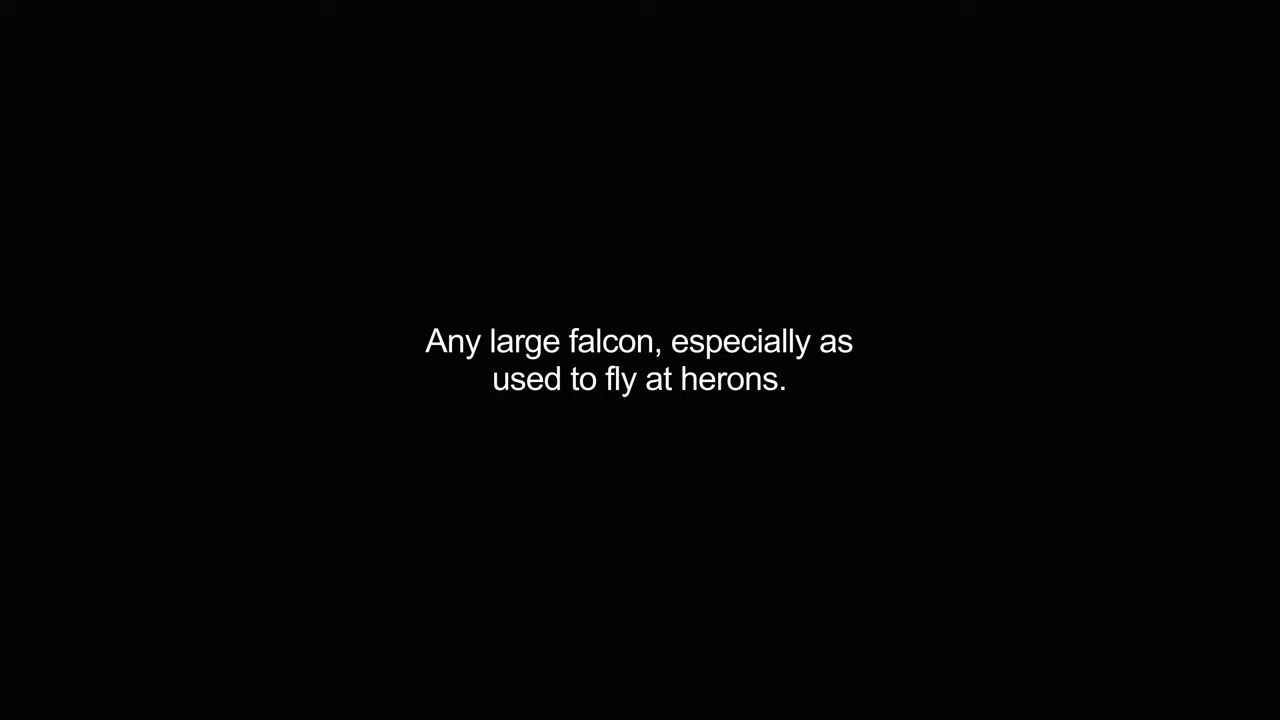 Any large falcon, especially as
used to fly at herons.